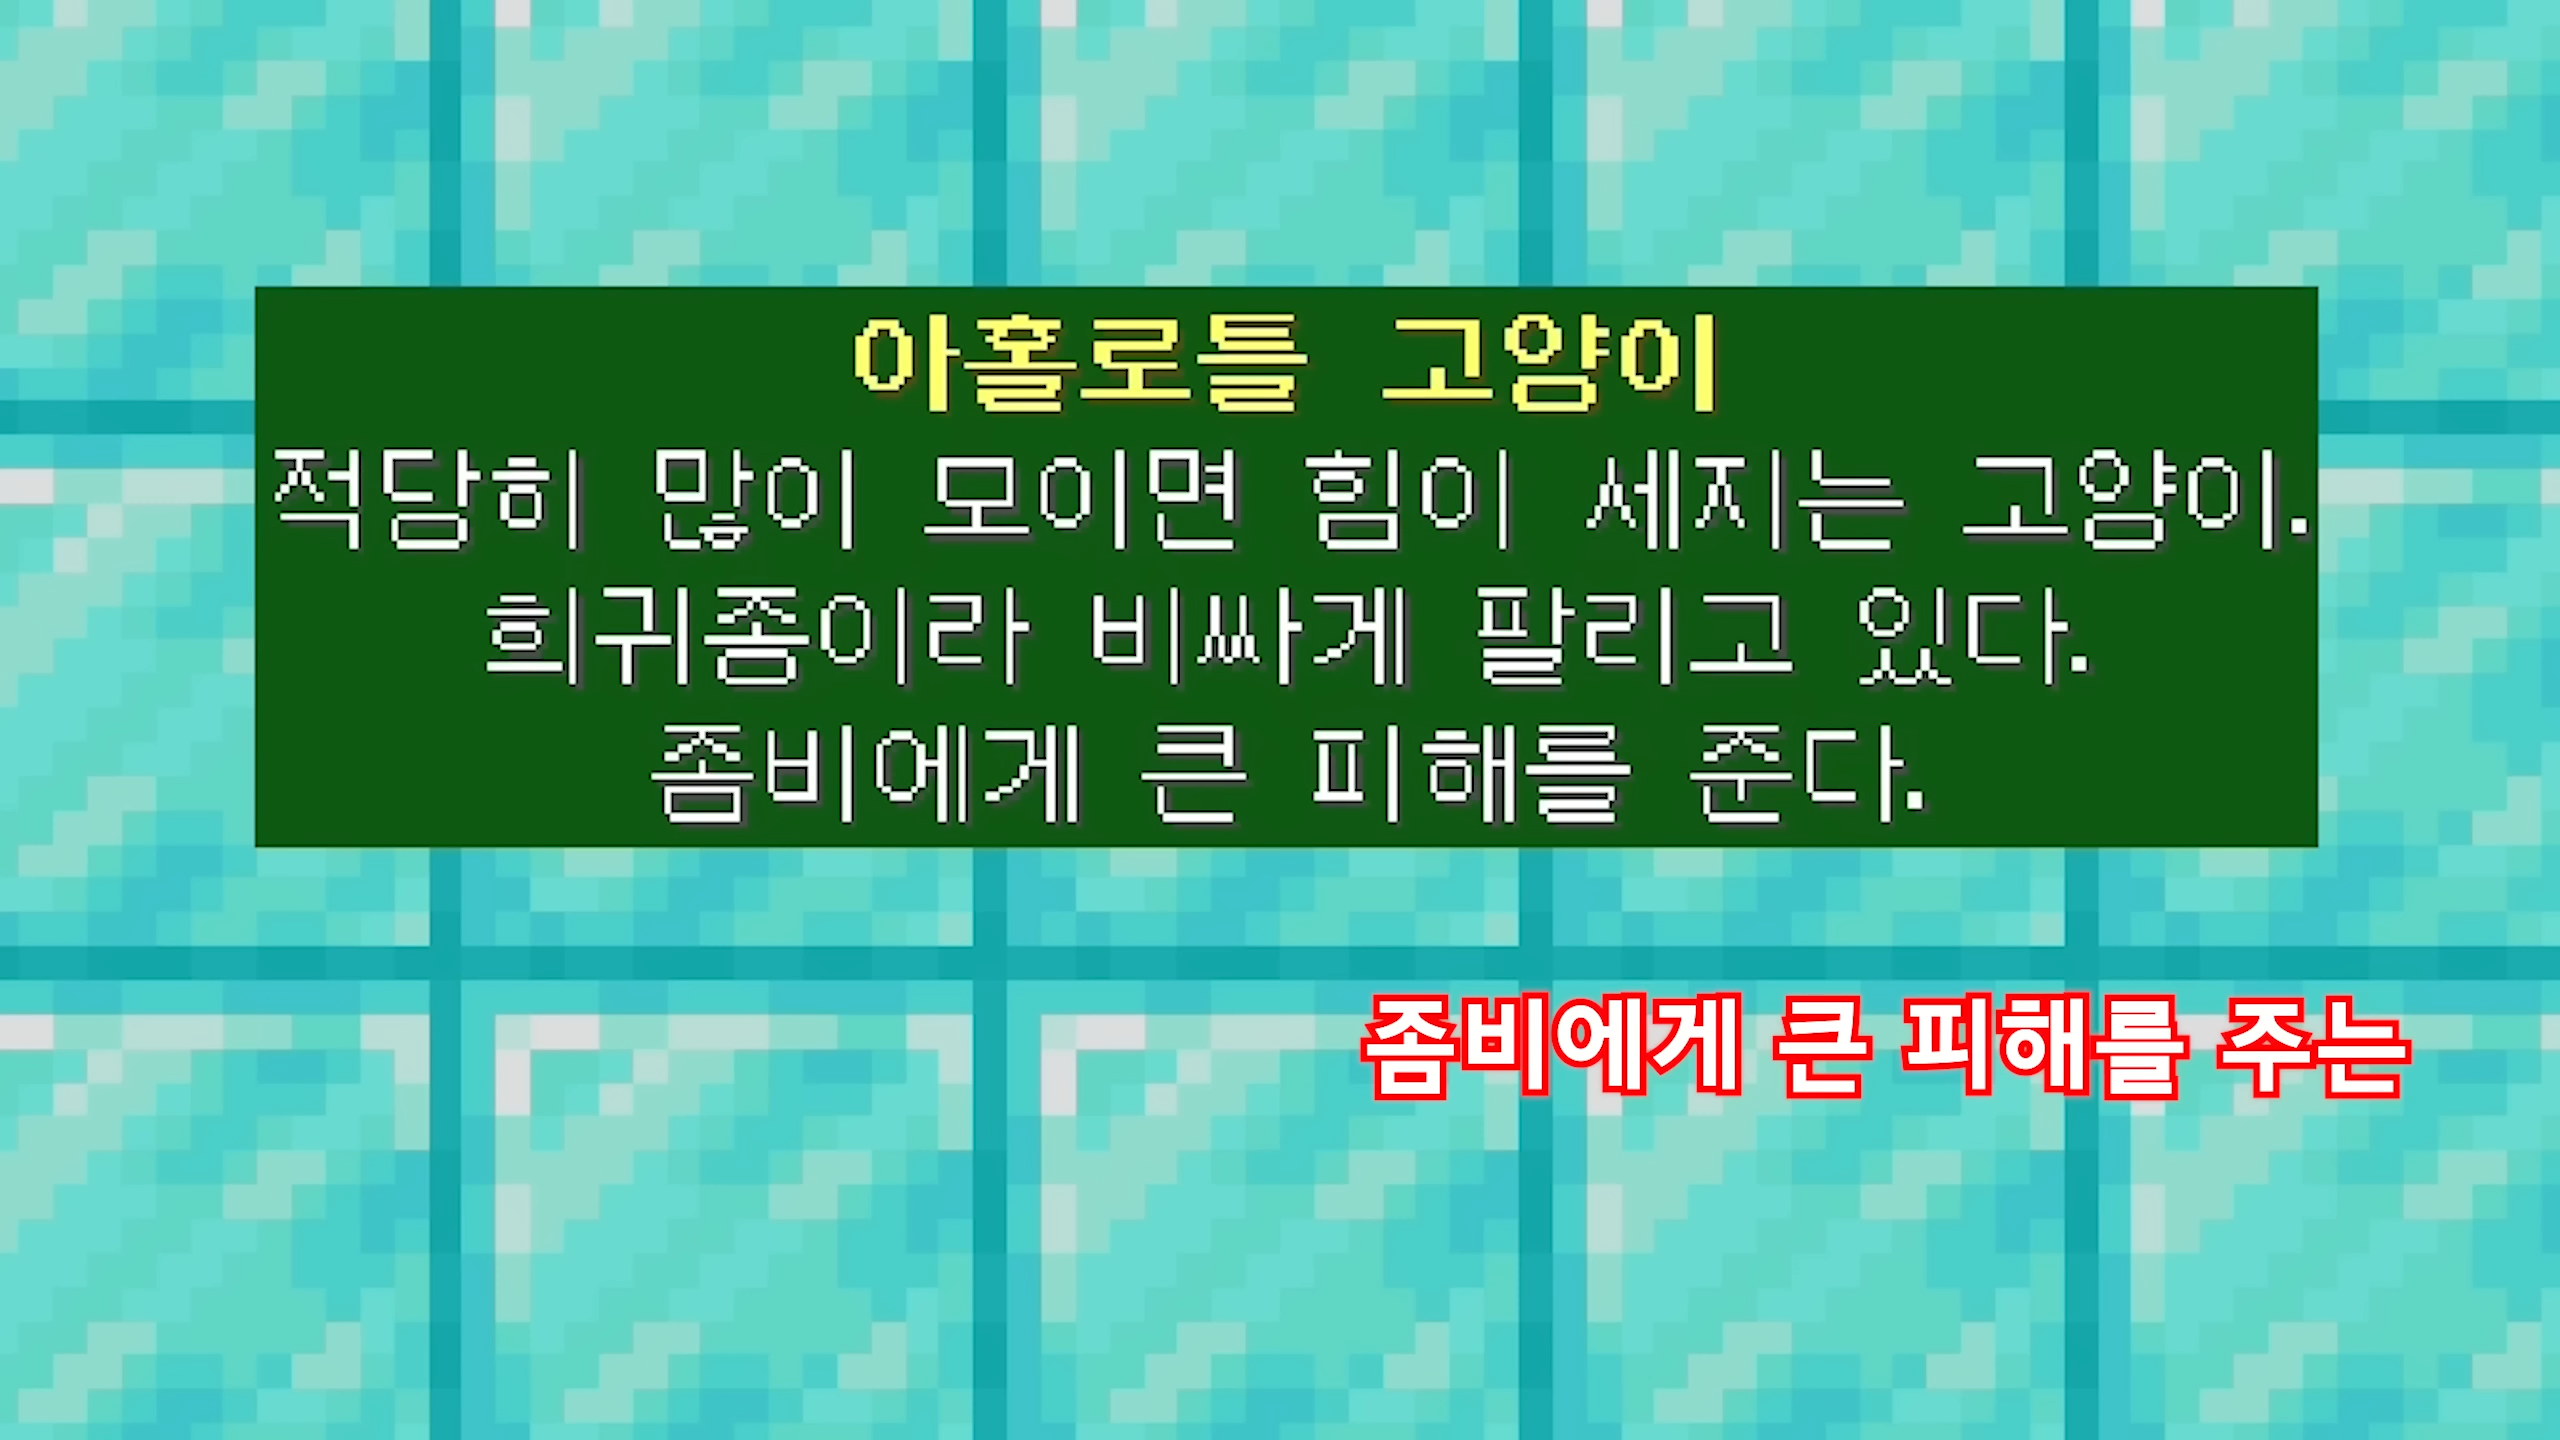 아홀로틀 고양이
적당히 많이 모이면 힘이 세지는 고양이.
희귀좀이라 비싸게 팔리고 있다.
좀비에게 큰 피해를 준다.
좀비에게 큰 피해를 주는